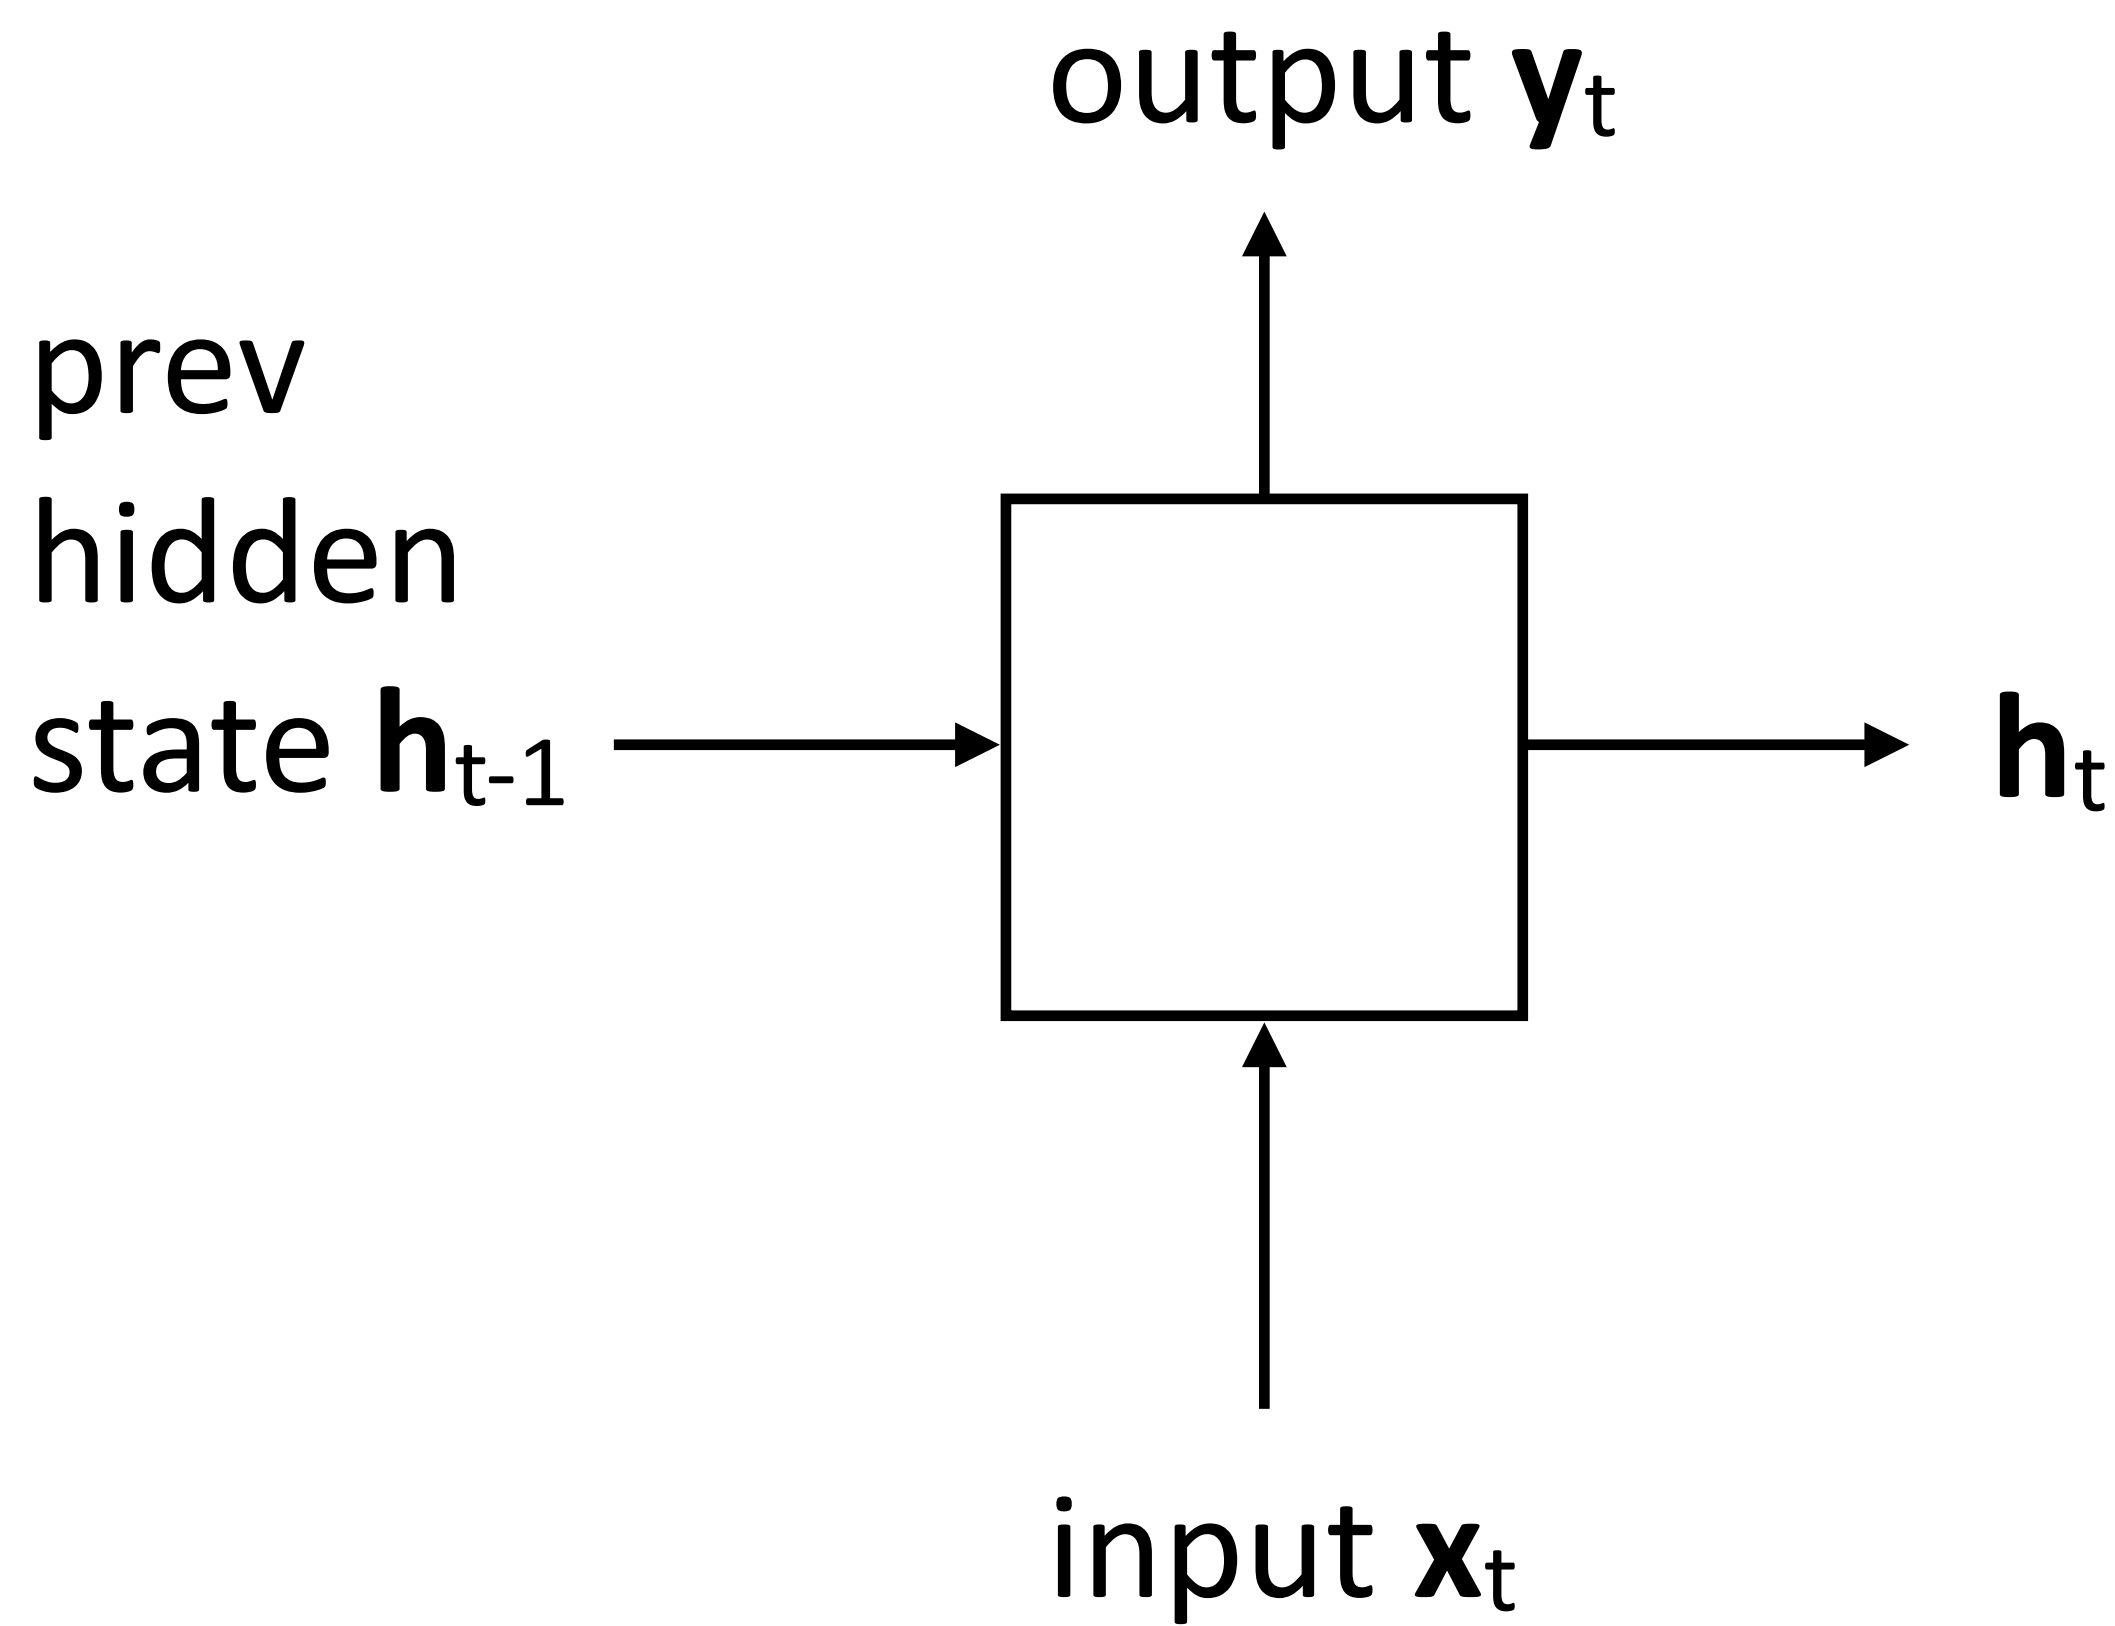 output yₜ
prev
hidden
state hₜ₋₁
hₜ
input xₜ